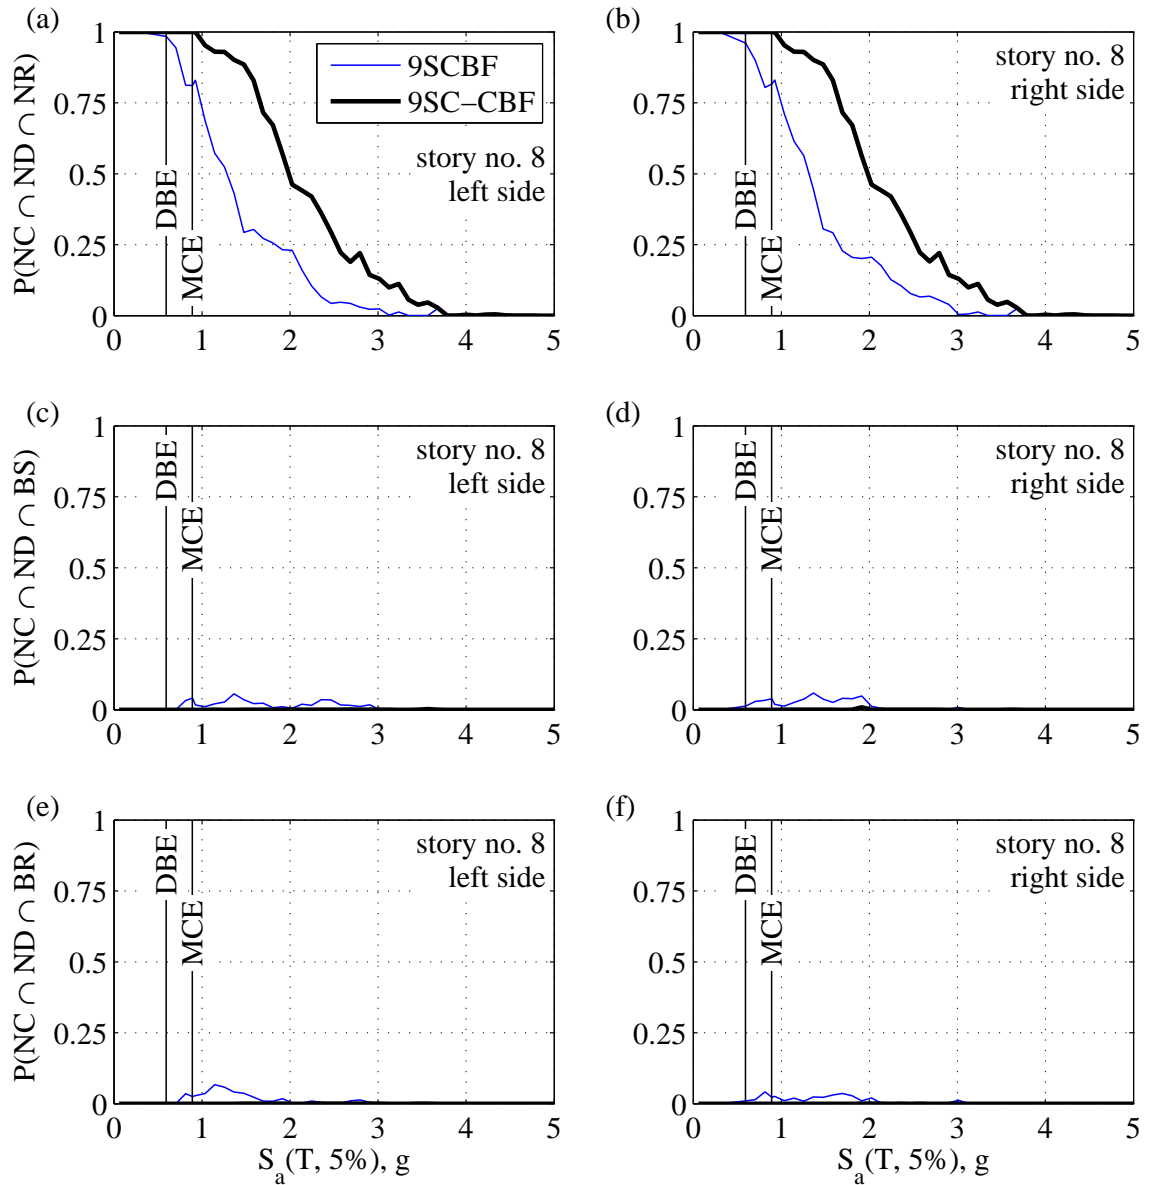 (a)
P(NC ∩ ND ∩ NR)
1
0.75
0.5
0.25
0
0 1 2 3 4 5
DBE
MCE
9SCBF
9SC−CBF
story no. 8
left side
(b)
1
0.75
0.5
0.25
0
0 1 2 3 4 5
DBE
MCE
story no. 8
right side
(c)
P(NC ∩ ND ∩ BS)
1
0.75
0.5
0.25
0
0 1 2 3 4 5
DBE
MCE
story no. 8
left side
(d)
1
0.75
0.5
0.25
0
0 1 2 3 4 5
DBE
MCE
story no. 8
right side
(e)
P(NC ∩ ND ∩ BR)
1
0.75
0.5
0.25
0
0 1 2 3 4 5
S_a(T, 5%), g
DBE
MCE
story no. 8
left side
(f)
1
0.75
0.5
0.25
0
0 1 2 3 4 5
S_a(T, 5%), g
DBE
MCE
story no. 8
right side